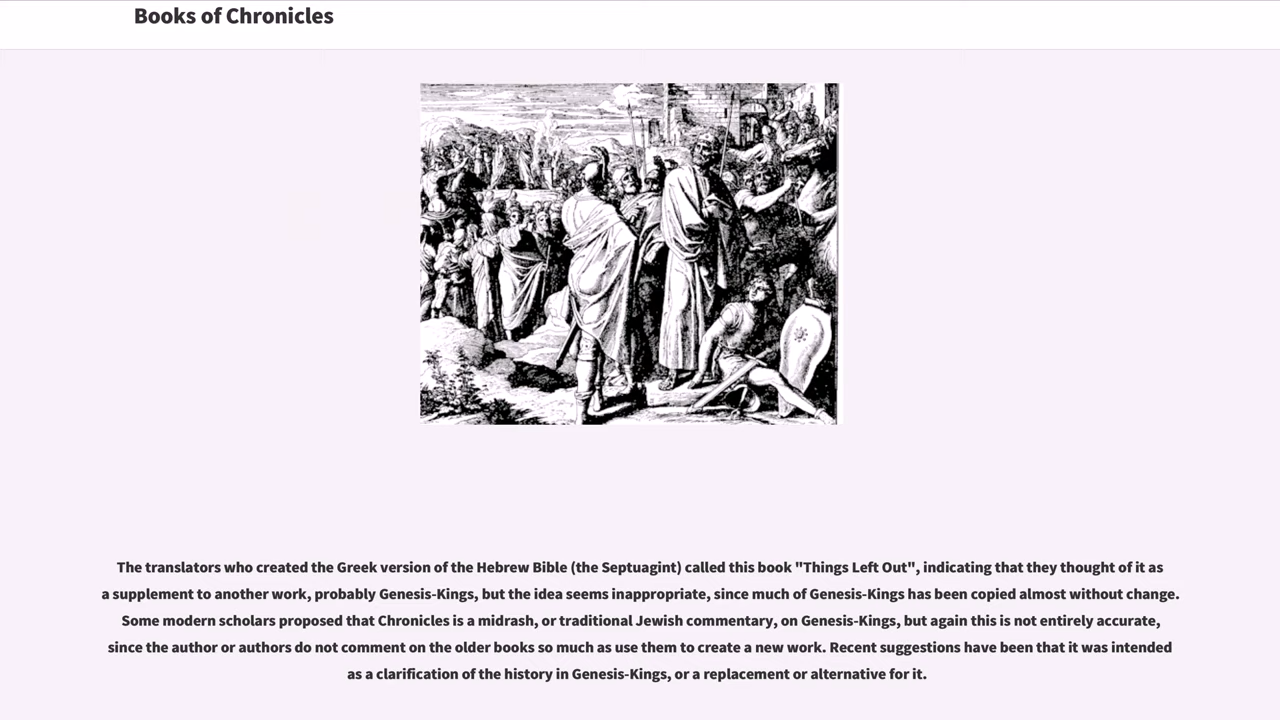 Books of Chronicles
The translators who created the Greek version of the Hebrew Bible (the Septuagint) called this book "Things Left Out", indicating that they thought of it as
a supplement to another work, probably Genesis-Kings, but the idea seems inappropriate, since much of Genesis-Kings has been copied almost without change.
Some modern scholars proposed that Chronicles is a midrash, or traditional Jewish commentary, on Genesis-Kings, but again this is not entirely accurate,
since the author or authors do not comment on the older books so much as use them to create a new work. Recent suggestions have been that it was intended
as a clarification of the history in Genesis-Kings, or a replacement or alternative for it.